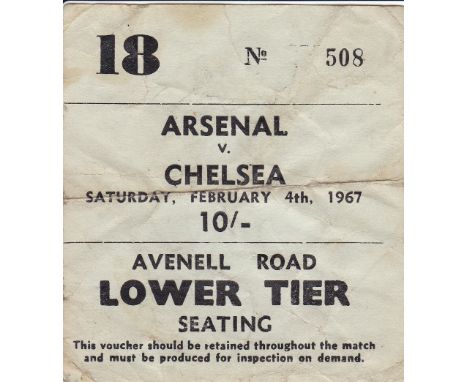 18 Nº 508
ARSENAL
v.
CHELSEA
SATURDAY, FEBRUARY 4th, 1967
10/-
AVENELL ROAD
LOWER TIER
SEATING
This voucher should be retained throughout the match
and must be produced for inspection on demand.